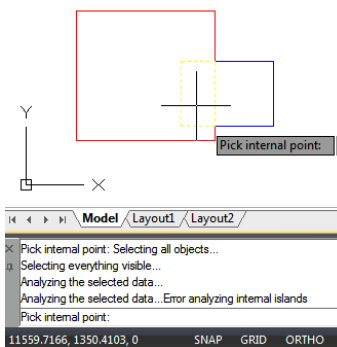 Pick internal point:
Y
X
Model Layout1 Layout2
Pick internal point: Selecting all objects...
Selecting everything visible...
Analyzing the selected data...
Analyzing the selected data...Error analyzing internal islands
Pick internal point:
11559.7166, 1350.4103, 0 SNAP GRID ORTHO